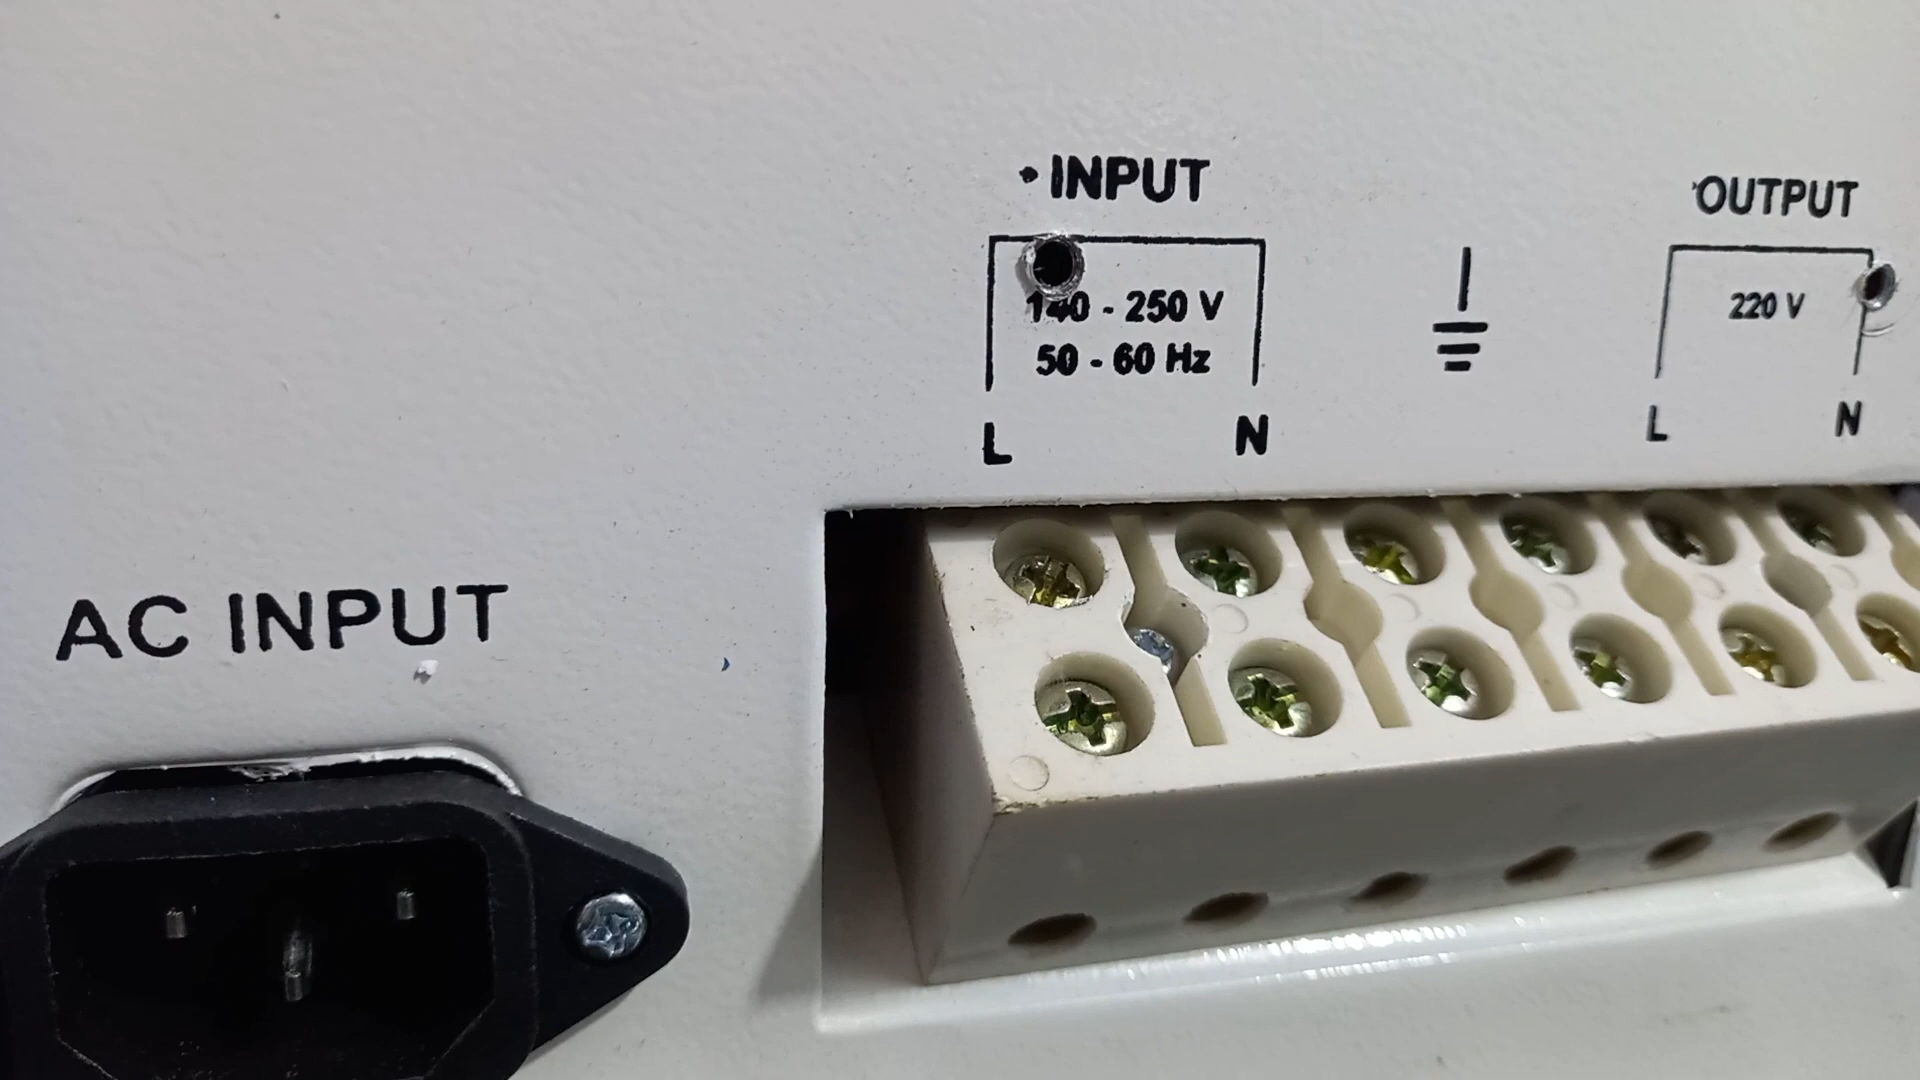 INPUT
140 - 250 V
50 - 60 Hz
L N
OUTPUT
220 V
L N
AC INPUT